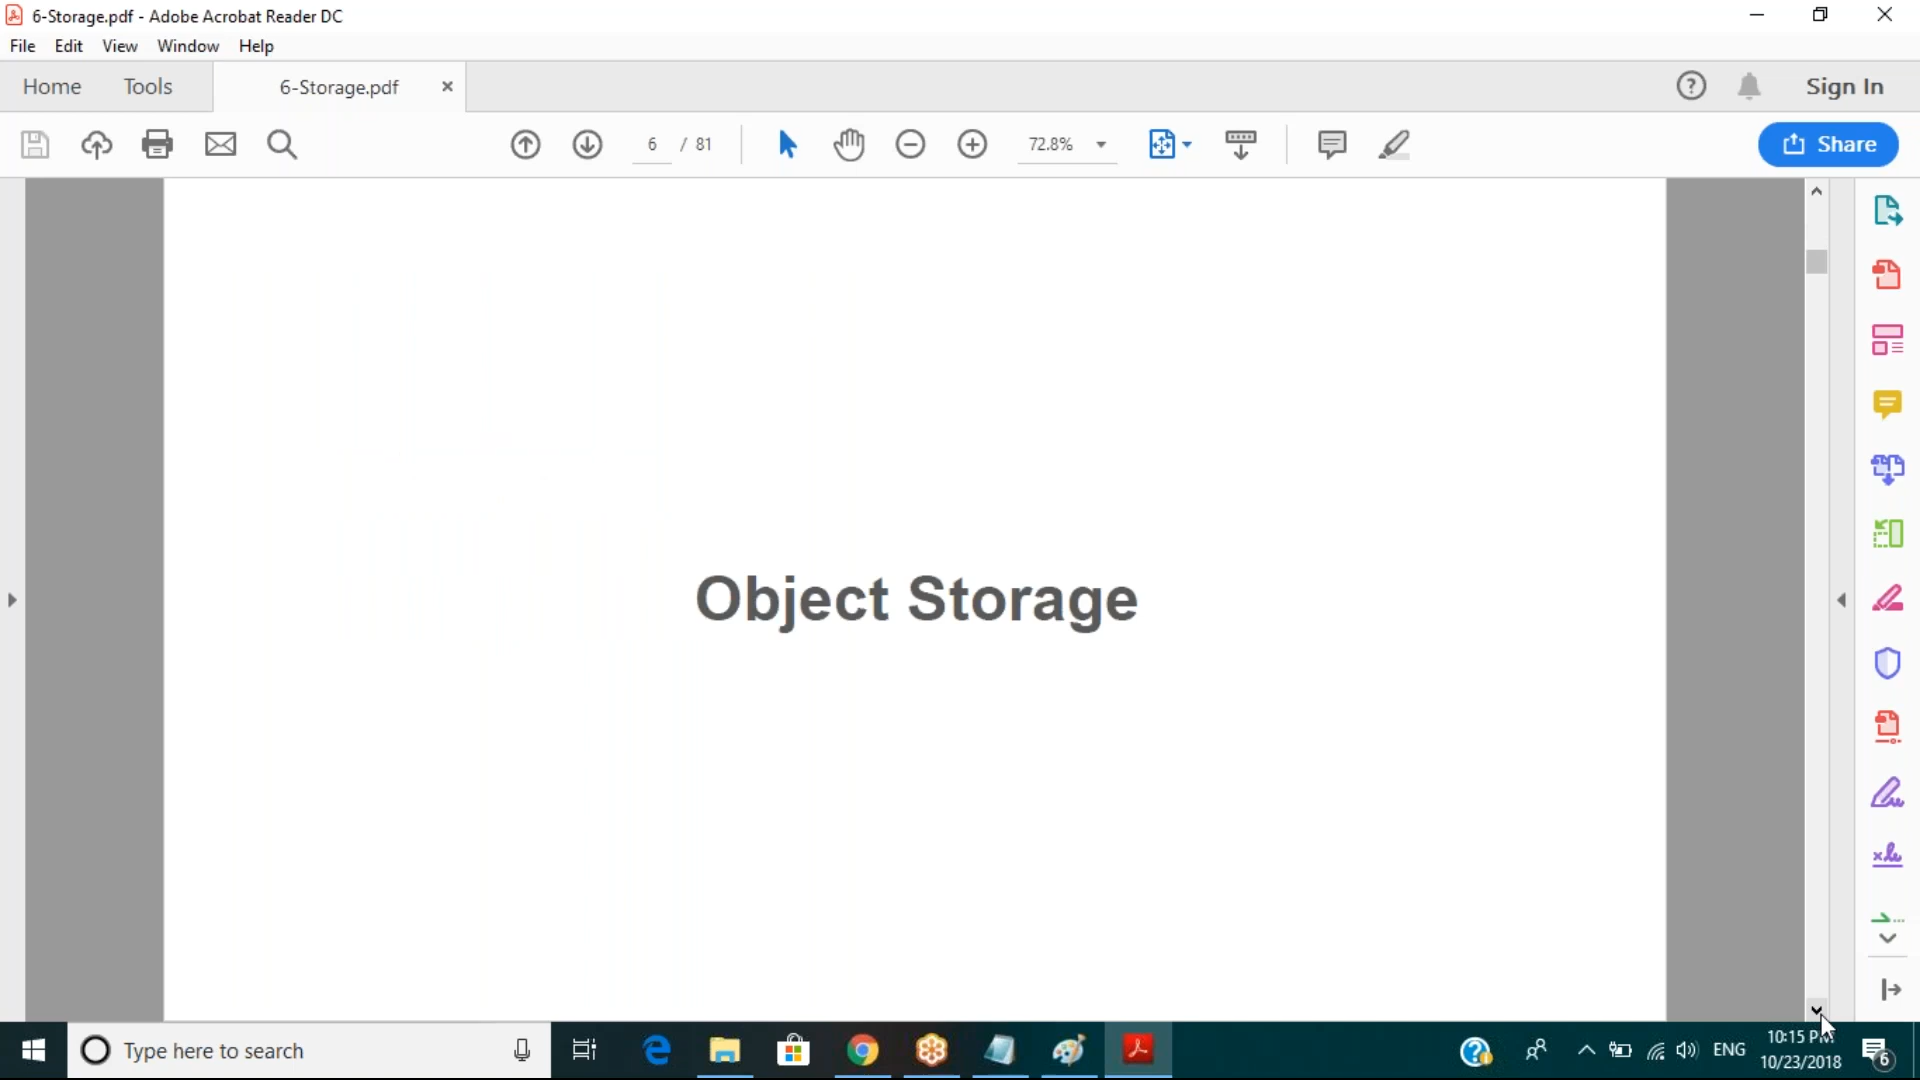 6-Storage.pdf - Adobe Acrobat Reader DC
File Edit View Window Help
Home Tools 6-Storage.pdf × Sign In
6 / 81 72.8% Share
Object Storage
Type here to search
ENG
10:15 PM
10/23/2018
6